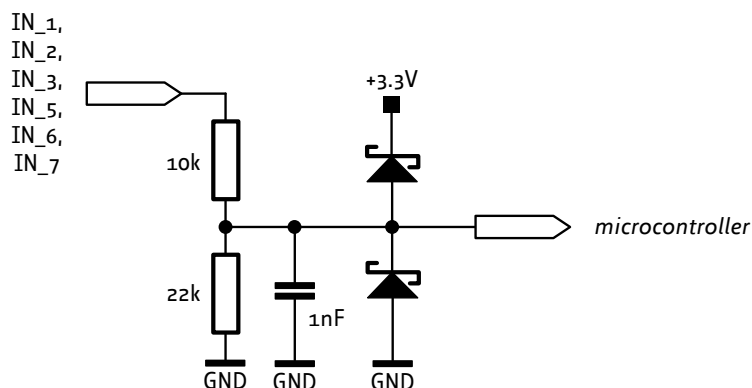 IN_1,
IN_2,
IN_3,
IN_5,
IN_6,
IN_7
+3.3V
10k
microcontroller
22k
1nF
GND
GND
GND